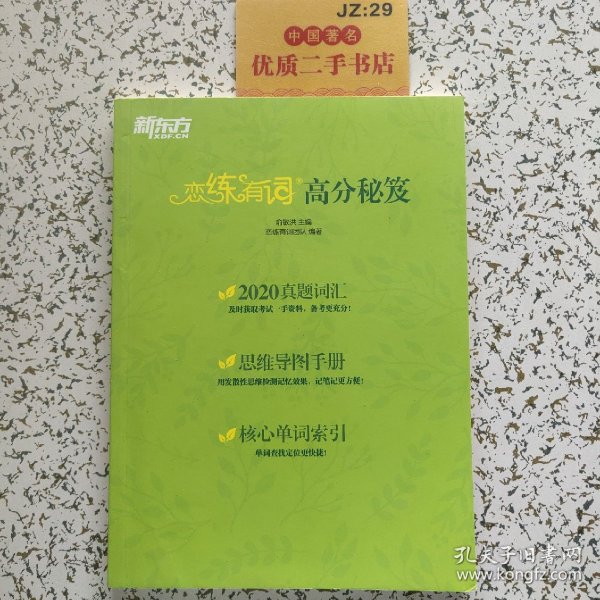 JZ:29
中国著名
优质二手书店
新东方
XDF.CN
恋练有词® 高分秘笈
俞敏洪 主编
恋练有词团队 编著
2020真题词汇
及时获取考试一手资料，备考更充分！
思维导图手册
用发散性思维检测记忆效果，记笔记更方便！
核心单词索引
单词查找定位更快捷！
孔夫子旧书网
www.kongfz.com